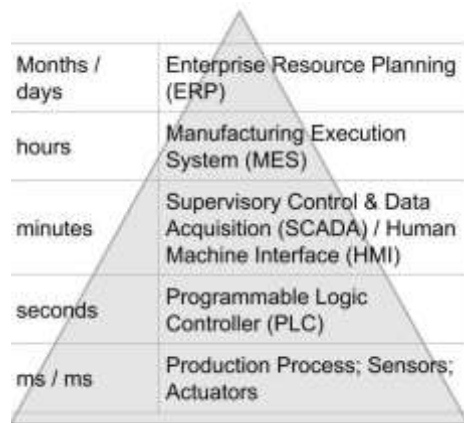 Months /
days
Enterprise Resource Planning
(ERP)
hours
Manufacturing Execution
System (MES)
minutes
Supervisory Control & Data
Acquisition (SCADA) / Human
Machine Interface (HMI)
seconds
Programmable Logic
Controller (PLC)
ms / ms
Production Process; Sensors;
Actuators